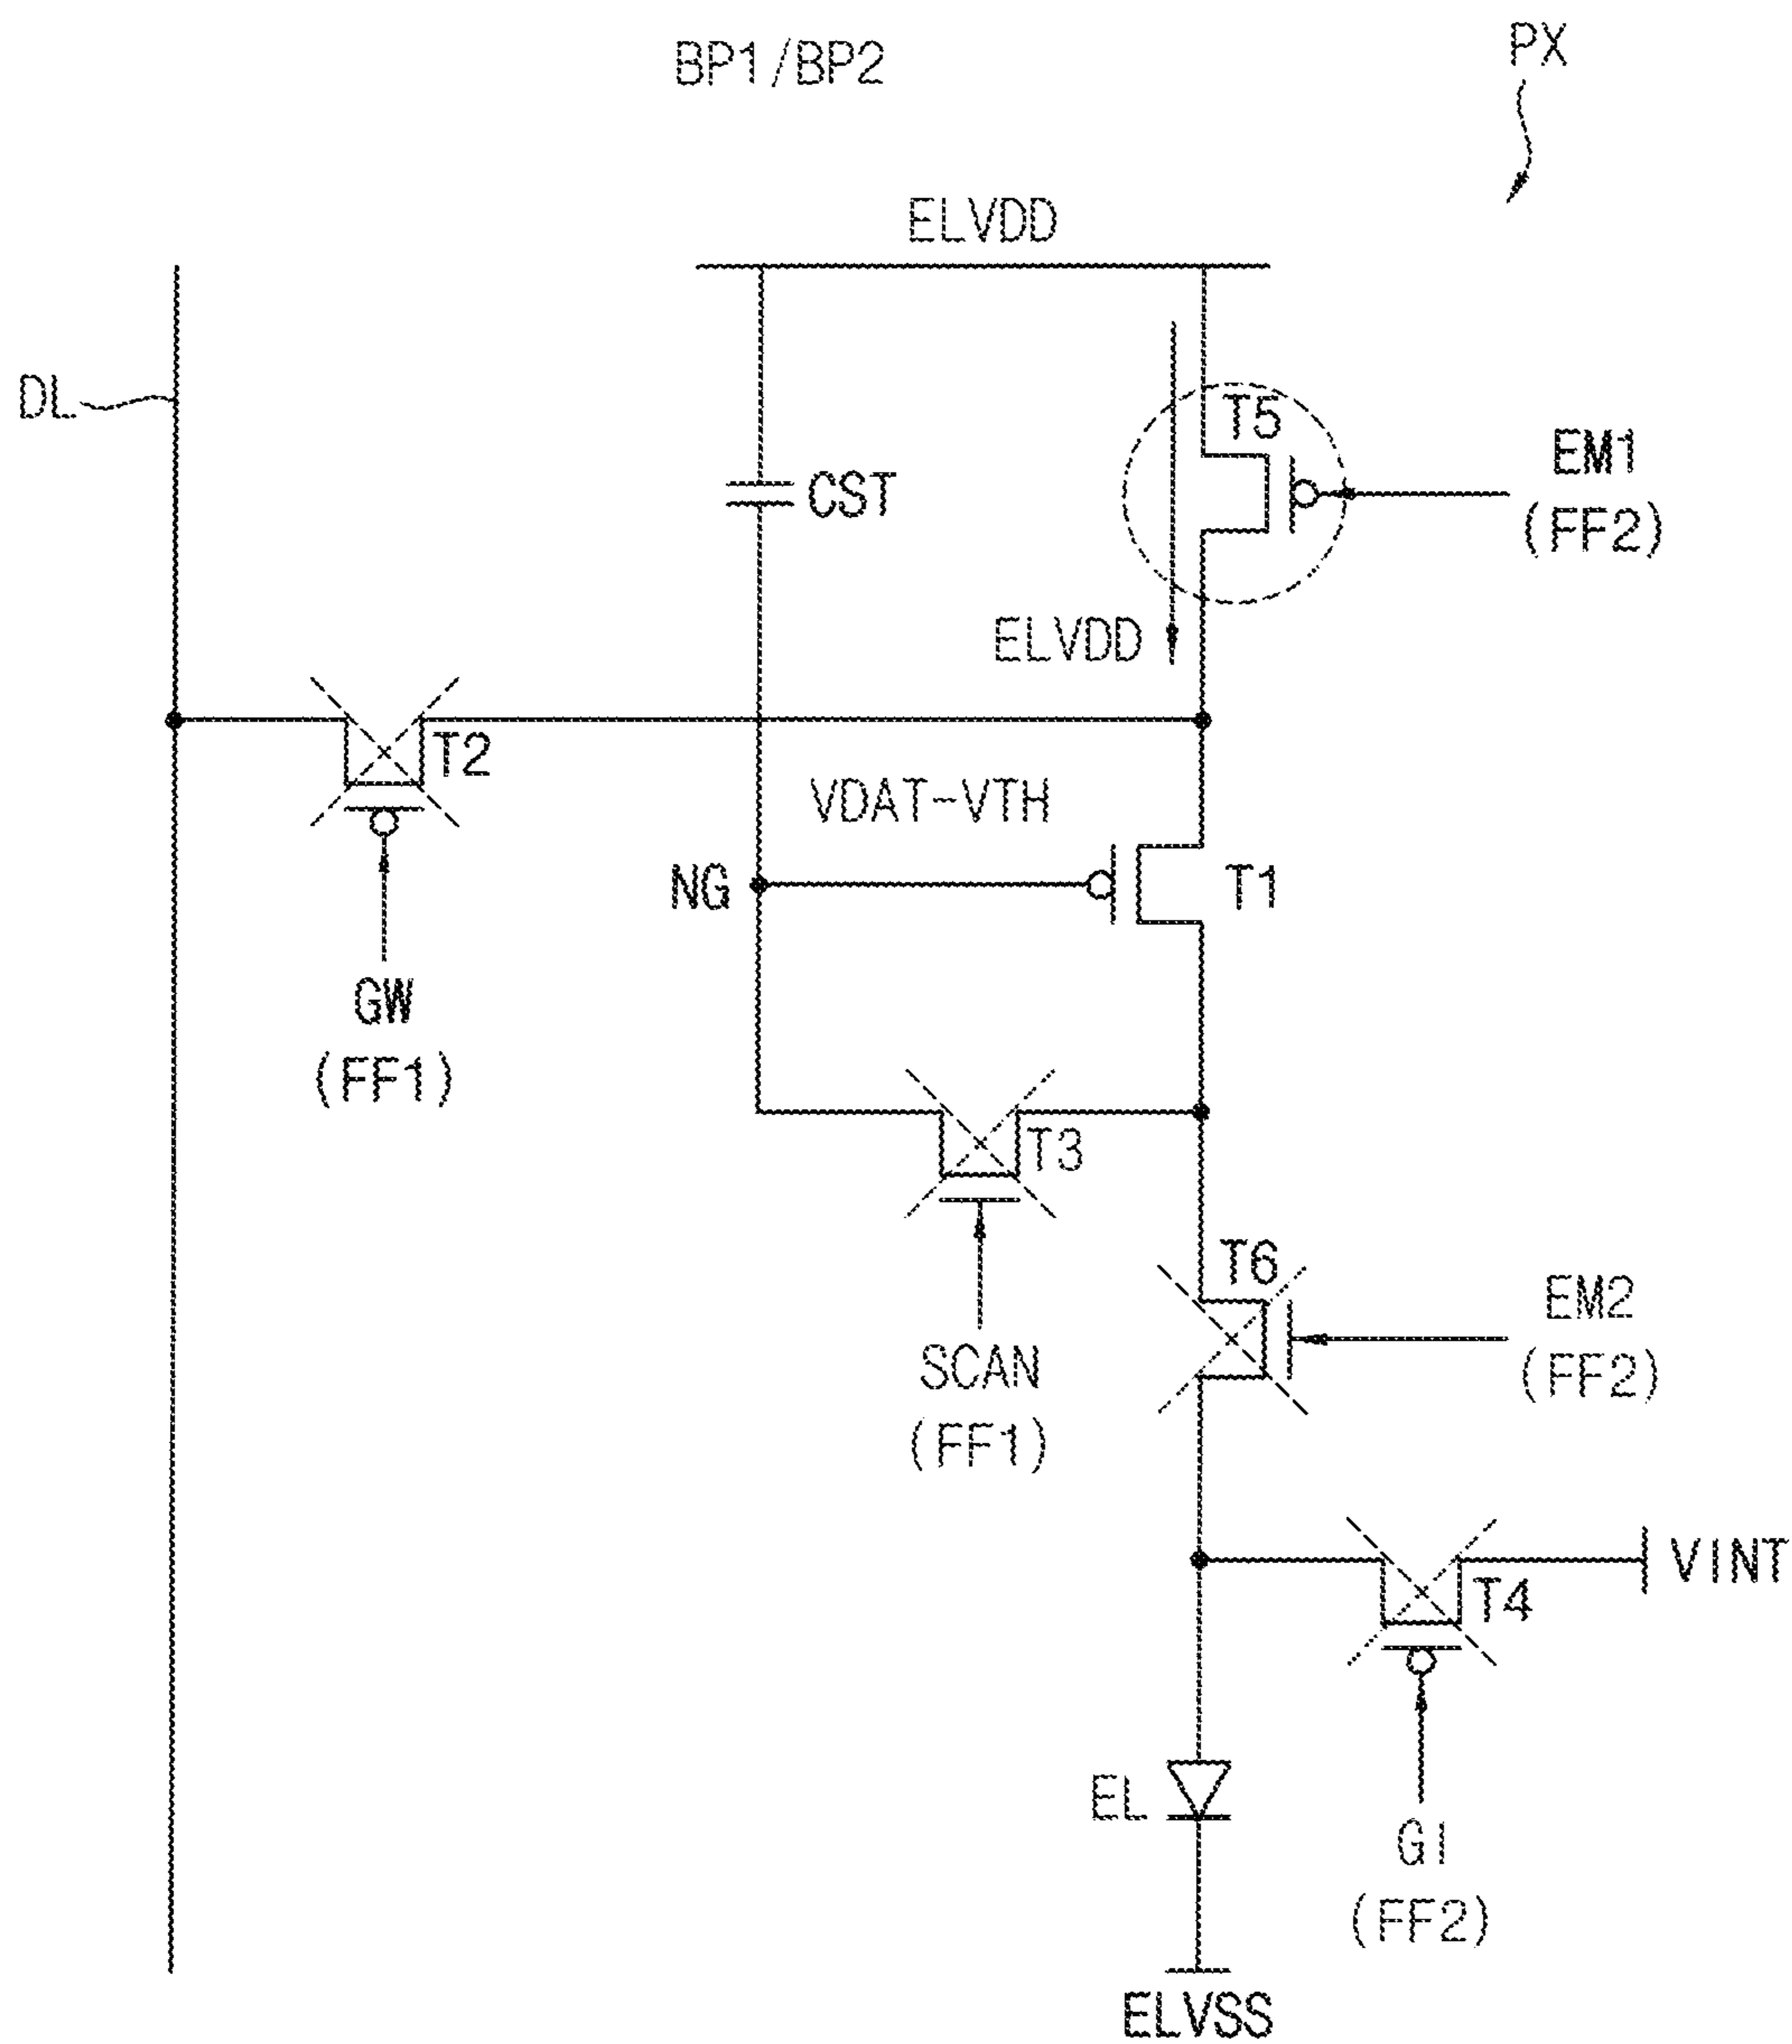 BP1/BP2
PX
ELVDD
DL
T5
CST
EM1
(FF2)
ELVDD
T2
VDAT-VTH
NG
T1
GW
(FF1)
T3
T6
EM2
(FF2)
SCAN
(FF1)
VINT
T4
EL
GI
(FF2)
ELVSS